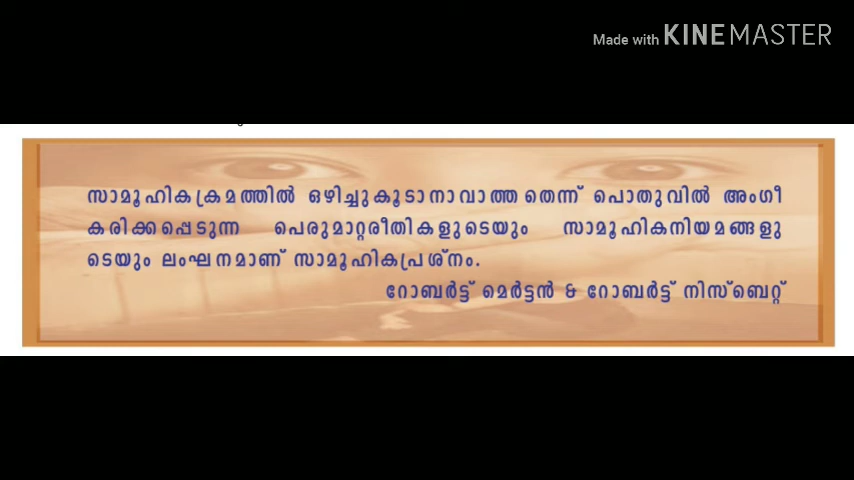 Made with KINEMASTER
സാമൂഹികക്രമത്തിൽ ഒഴിച്ചുകൂടാനാവാത്തതെന്ന് പൊതുവിൽ അംഗീ
കരിക്കപ്പെടുന്ന പെരുമാറ്റരീതികളുടെയും സാമൂഹികനിയമങ്ങളു
ടെയും ലംഘനമാണ് സാമൂഹികപ്രശ്നം.
റോബർട്ട് മെർട്ടൻ & റോബർട്ട് നിസ്ബെറ്റ്